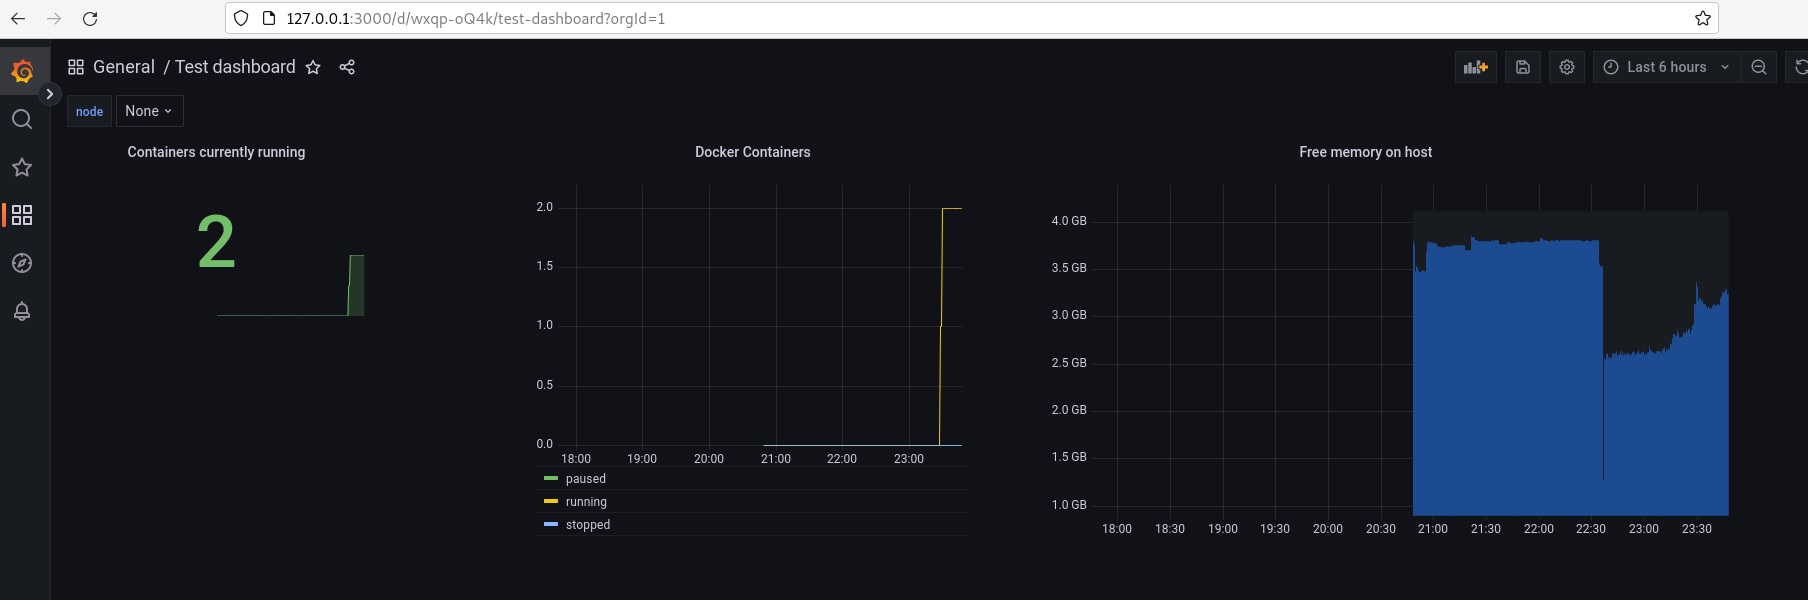 127.0.0.1:3000/d/wxqp-oQ4k/test-dashboard?orgId=1
General / Test dashboard
Last 6 hours
node None
Containers currently running
2
Docker Containers
2.0
1.5
1.0
0.5
0.0
18:00 19:00 20:00 21:00 22:00 23:00
paused
running
stopped
Free memory on host
4.0 GB
3.5 GB
3.0 GB
2.5 GB
2.0 GB
1.5 GB
1.0 GB
18:00 18:30 19:00 19:30 20:00 20:30 21:00 21:30 22:00 22:30 23:00 23:30